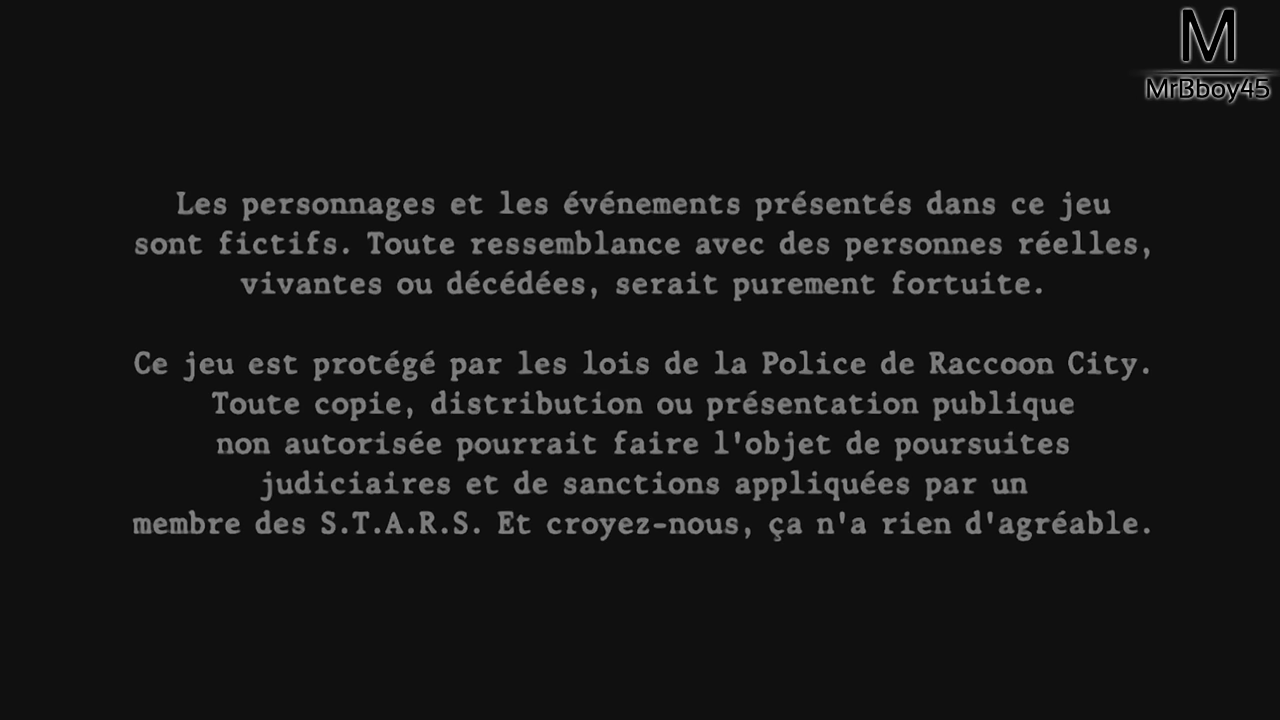 M
MrBboy45
Les personnages et les événements présentés dans ce jeu
sont fictifs. Toute ressemblance avec des personnes réelles,
vivantes ou décédées, serait purement fortuite.
Ce jeu est protégé par les lois de la Police de Raccoon City.
Toute copie, distribution ou présentation publique
non autorisée pourrait faire l'objet de poursuites
judiciaires et de sanctions appliquées par un
membre des S.T.A.R.S. Et croyez-nous, ça n'a rien d'agréable.